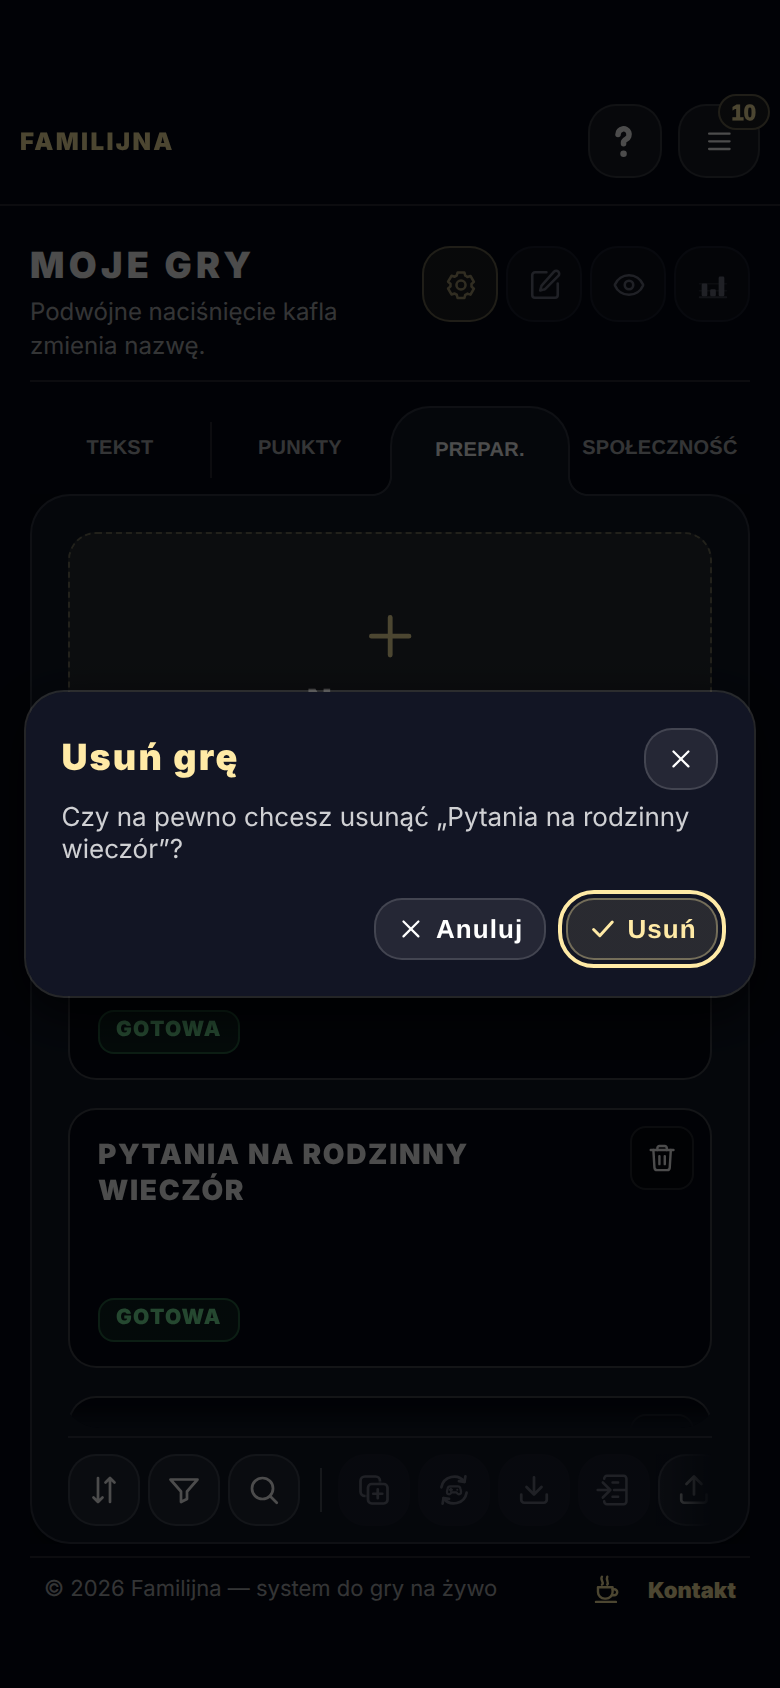 FAMILIJNA
?
10
MOJE GRY
Podwójne naciśnięcie kafla
zmienia nazwę.
TEKST
PUNKTY
PREPAR.
SPOŁECZNOŚĆ
Usuń grę
Czy na pewno chcesz usunąć „Pytania na rodzinny
wieczór”?
Anuluj
Usuń
GOTOWA
PYTANIA NA RODZINNY
WIECZÓR
GOTOWA
© 2026 Familijna — system do gry na żywo
Kontakt